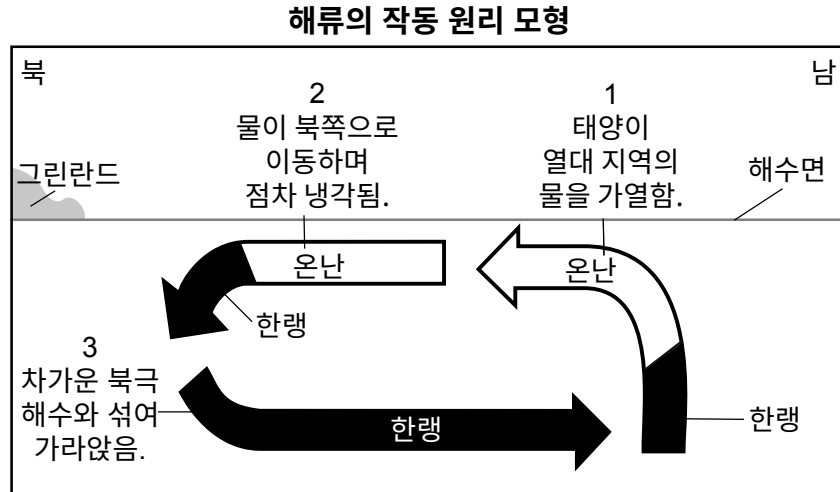 해류의 작동 원리 모형
북
남
2
물이 북쪽으로
이동하며
점차 냉각됨.
1
태양이
열대 지역의
물을 가열함.
그린란드
해수면
온난
온난
한랭
3
차가운 북극
해수와 섞여
가라앉음.
한랭
한랭